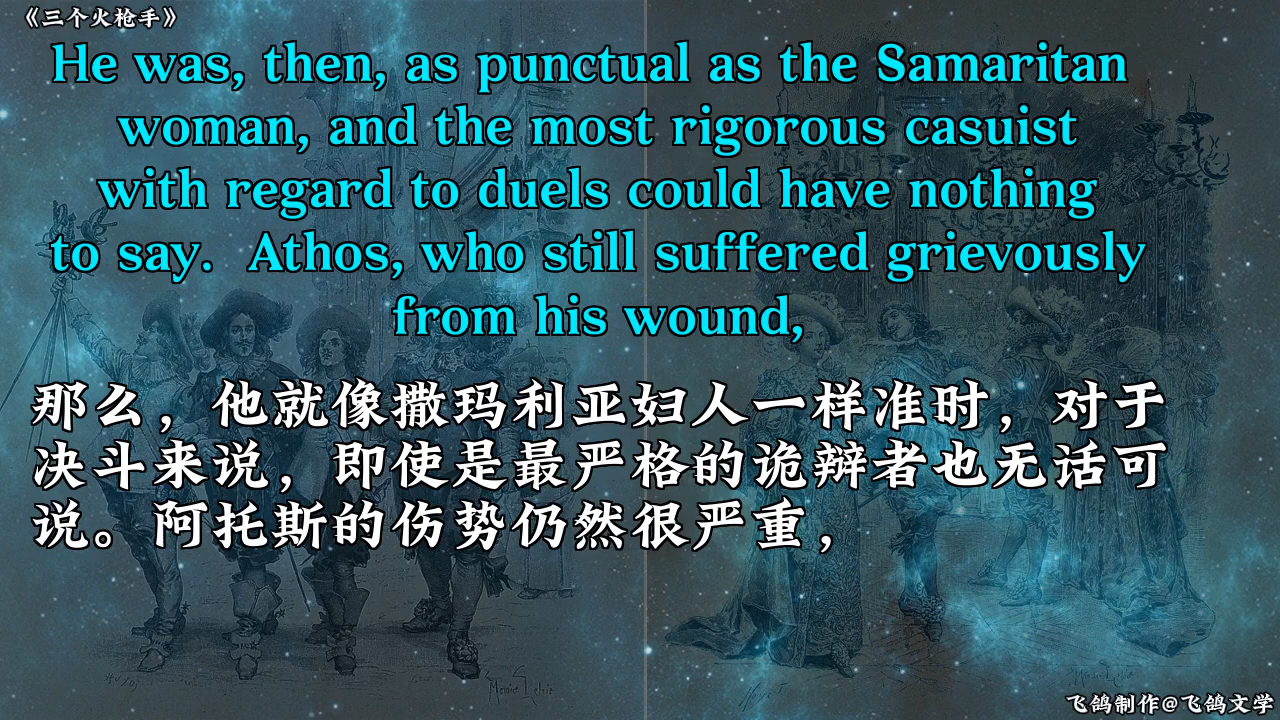 《三个火枪手》
He was, then, as punctual as the Samaritan
woman, and the most rigorous casuist
with regard to duels could have nothing
to say.  Athos, who still suffered grievously
from his wound,
那么，他就像撒玛利亚妇人一样准时，对于
决斗来说，即使是最严格的诡辩者也无话可
说。阿托斯的伤势仍然很严重，
飞鸽制作@飞鸽文学